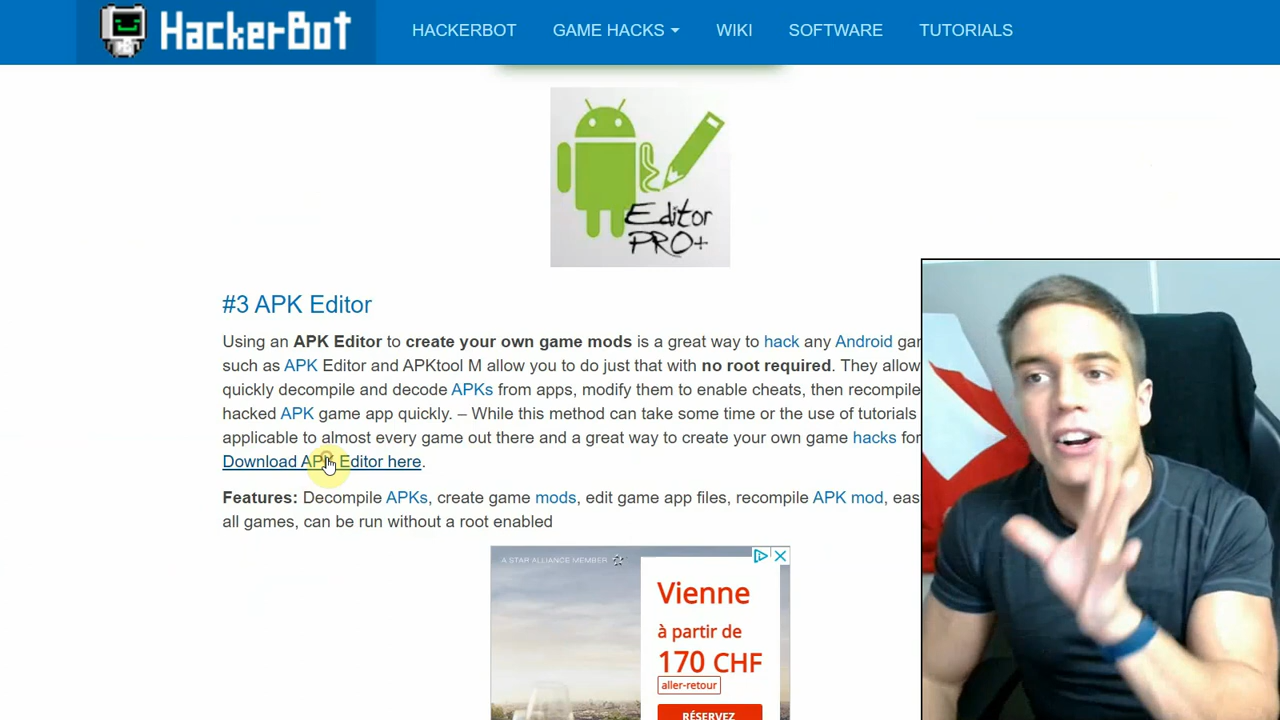 HackerBot
HACKERBOT
GAME HACKS
WIKI
SOFTWARE
TUTORIALS
Editor
PRO+
#3 APK Editor
Using an APK Editor to create your own game mods is a great way to hack any Android gar
such as APK Editor and APKtool M allow you to do just that with no root required. They allow
quickly decompile and decode APKs from apps, modify them to enable cheats, then recompile
hacked APK game app quickly. – While this method can take some time or the use of tutorials
applicable to almost every game out there and a great way to create your own game hacks for
Download APK Editor here.
Features: Decompile APKs, create game mods, edit game app files, recompile APK mod, eas
all games, can be run without a root enabled
A STAR ALLIANCE MEMBER
Vienne
à partir de
170 CHF
aller-retour
RÉSERVEZ